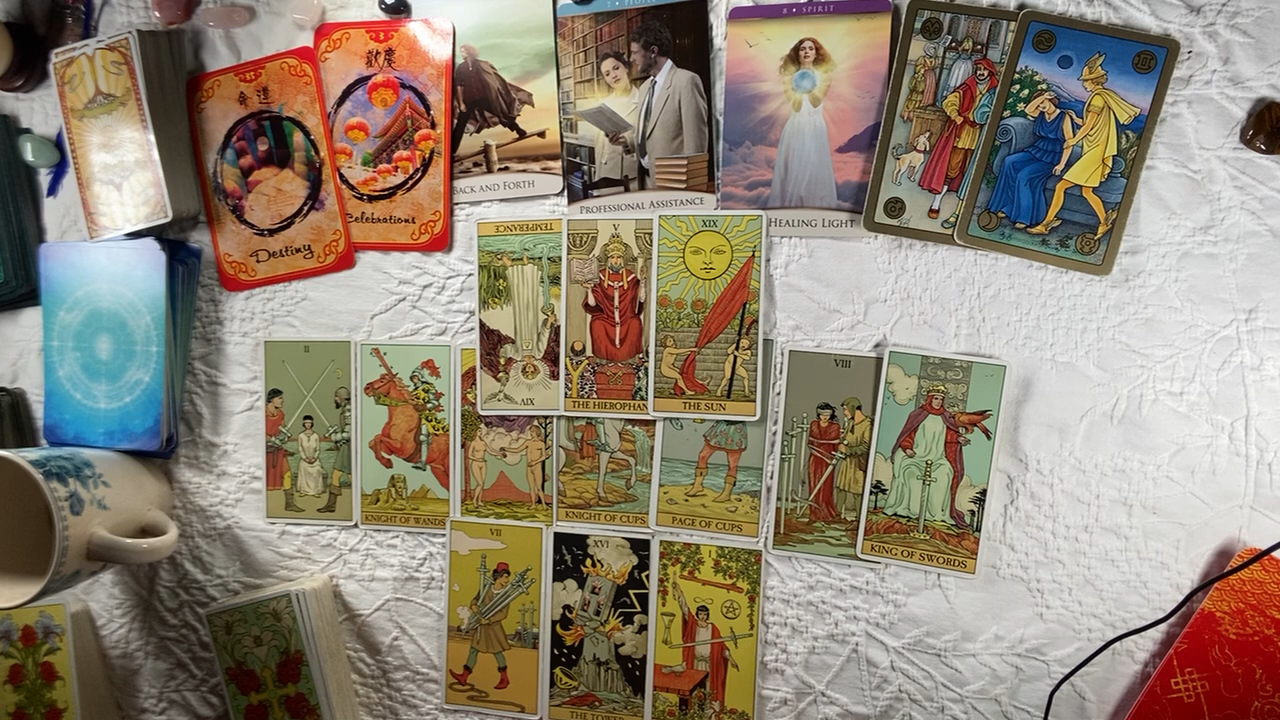 命運
Destiny
歡慶
Celebrations
BACK AND FORTH
PROFESSIONAL ASSISTANCE
8 • SPIRIT
HEALING LIGHT
TEMPERANCE
XIV
V
THE HIEROPHAN
XIX
THE SUN
II
KNIGHT OF WANDS
KNIGHT OF CUPS
PAGE OF CUPS
VIII
KING OF SWORDS
VII
XVI
THE TOWER
I